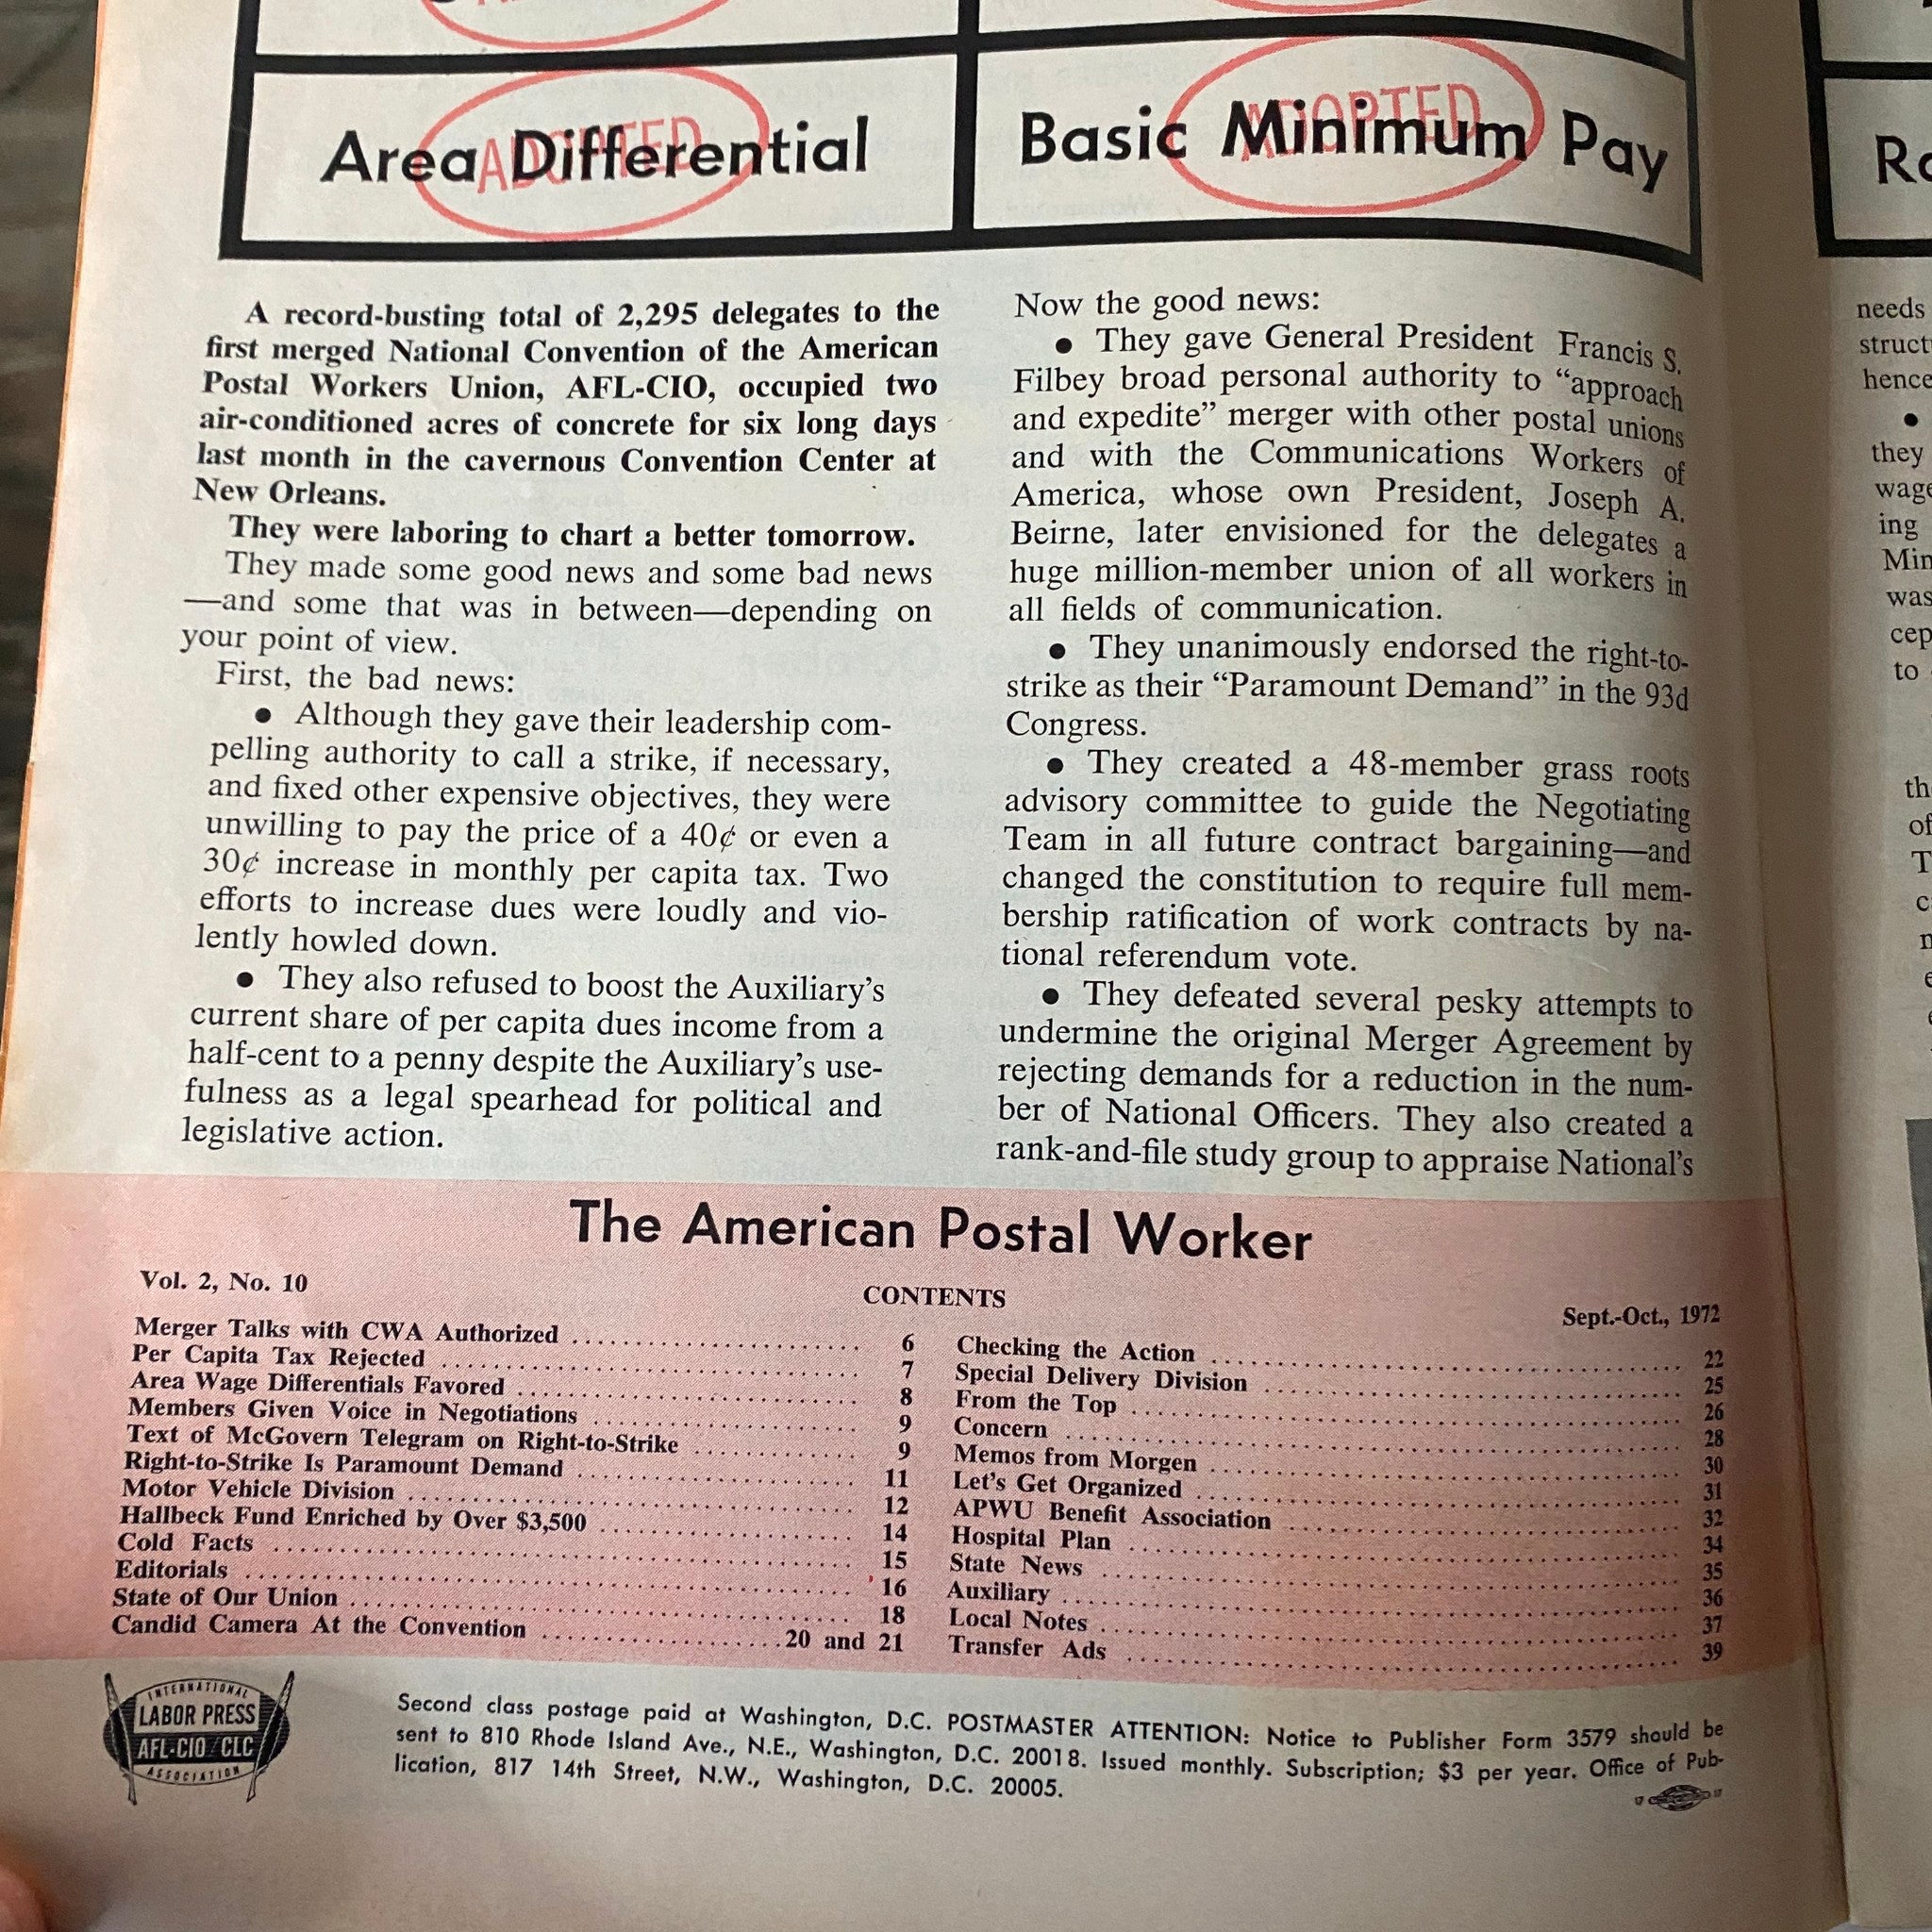 Area Differential
ADOPTED
Basic Minimum Pay
ADOPTED
A record-busting total of 2,295 delegates to the
first merged National Convention of the American
Postal Workers Union, AFL-CIO, occupied two
air-conditioned acres of concrete for six long days
last month in the cavernous Convention Center at
New Orleans.
They were laboring to chart a better tomorrow.
They made some good news and some bad news
—and some that was in between—depending on
your point of view.
First, the bad news:
● Although they gave their leadership com-
pelling authority to call a strike, if necessary,
and fixed other expensive objectives, they were
unwilling to pay the price of a 40¢ or even a
30¢ increase in monthly per capita tax. Two
efforts to increase dues were loudly and vio-
lently howled down.
● They also refused to boost the Auxiliary's
current share of per capita dues income from a
half-cent to a penny despite the Auxiliary's use-
fulness as a legal spearhead for political and
legislative action.
Now the good news:
● They gave General President Francis S.
Filbey broad personal authority to “approach
and expedite” merger with other postal unions
and with the Communications Workers of
America, whose own President, Joseph A.
Beirne, later envisioned for the delegates a
huge million-member union of all workers in
all fields of communication.
● They unanimously endorsed the right-to-
strike as their “Paramount Demand” in the 93d
Congress.
● They created a 48-member grass roots
advisory committee to guide the Negotiating
Team in all future contract bargaining—and
changed the constitution to require full mem-
bership ratification of work contracts by na-
tional referendum vote.
● They defeated several pesky attempts to
undermine the original Merger Agreement by
rejecting demands for a reduction in the num-
ber of National Officers. They also created a
rank-and-file study group to appraise National's
needs
struct
hence
●
they
wage
ing
Min
was
cep
to
th
of
The American Postal Worker
Vol. 2, No. 10
CONTENTS
Sept.-Oct., 1972
Merger Talks with CWA Authorized 6
Per Capita Tax Rejected 7
Area Wage Differentials Favored 8
Members Given Voice in Negotiations 9
Text of McGovern Telegram on Right-to-Strike 9
Right-to-Strike Is Paramount Demand 11
Motor Vehicle Division 12
Hallbeck Fund Enriched by Over $3,500 14
Cold Facts 15
Editorials 16
State of Our Union 18
Candid Camera At the Convention 20 and 21
Checking the Action 22
Special Delivery Division 25
From the Top 26
Concern 28
Memos from Morgen 30
Let's Get Organized 31
APWU Benefit Association 32
Hospital Plan 34
State News 35
Auxiliary 36
Local Notes 37
Transfer Ads 39
INTERNATIONAL
LABOR PRESS
AFL-CIO CLC
ASSOCIATION
Second class postage paid at Washington, D.C. POSTMASTER ATTENTION: Notice to Publisher Form 3579 should be
sent to 810 Rhode Island Ave., N.E., Washington, D.C. 20018. Issued monthly. Subscription; $3 per year. Office of Pub-
lication, 817 14th Street, N.W., Washington, D.C. 20005.